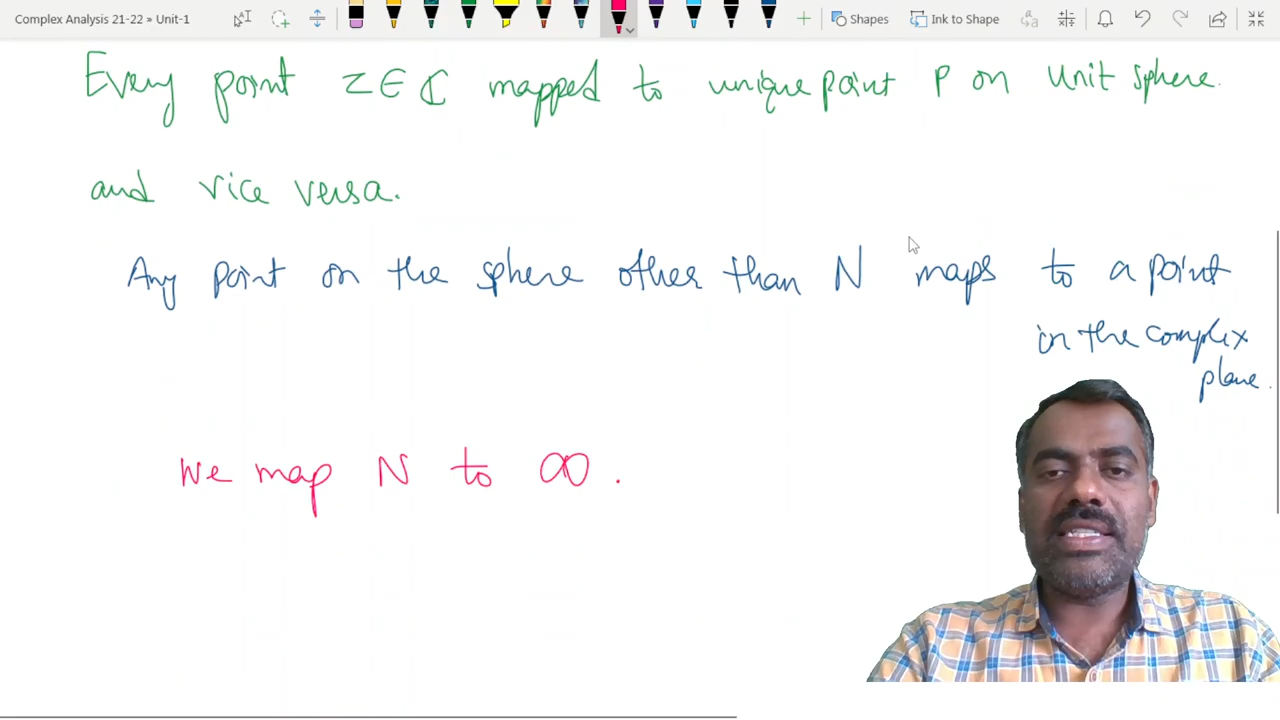 Complex Analysis 21-22 » Unit-1
Shapes
Ink to Shape
Every point z ∈ ℂ mapped to unique point P on Unit sphere.
and vice versa.
Any point on the sphere other than N maps to a point
in the complex
plane.
We map N to ∞.